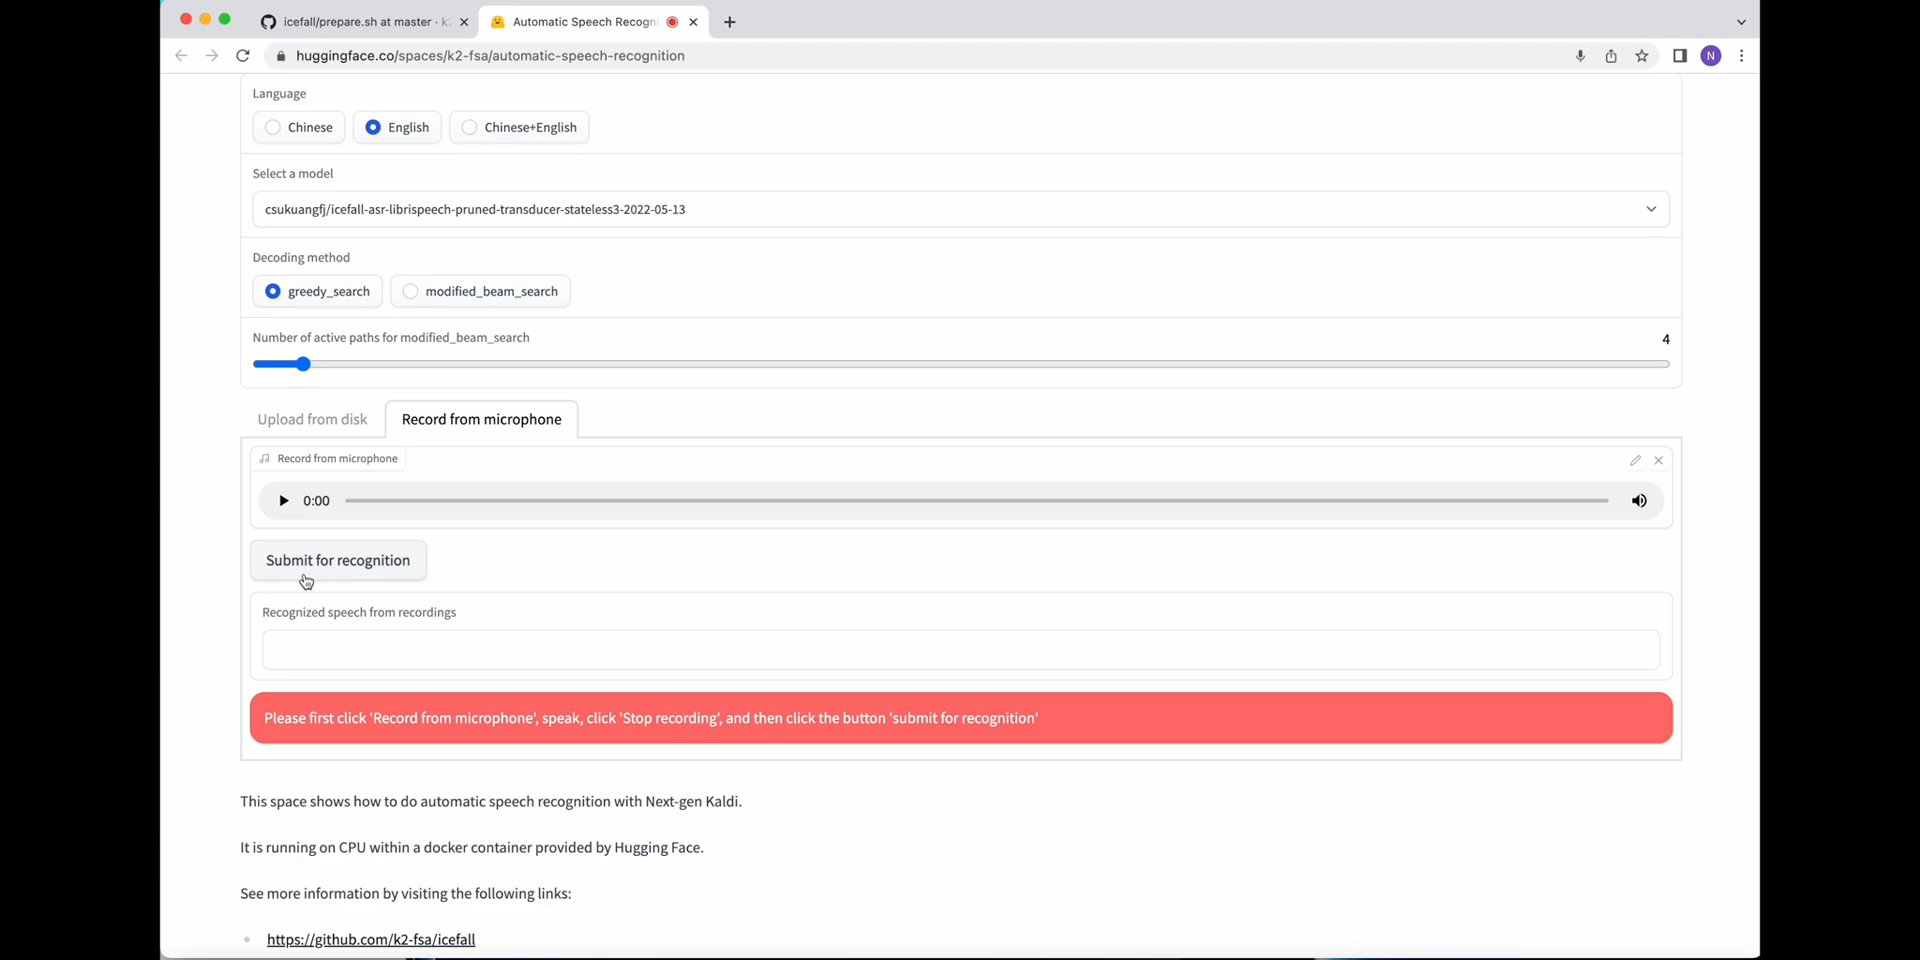 icefall/prepare.sh at master · k2
Automatic Speech Recogni
huggingface.co/spaces/k2-fsa/automatic-speech-recognition
N
Language
Chinese
English
Chinese+English
Select a model
csukuangfj/icefall-asr-librispeech-pruned-transducer-stateless3-2022-05-13
Decoding method
greedy_search
modified_beam_search
Number of active paths for modified_beam_search
4
Upload from disk
Record from microphone
Record from microphone
0:00
Submit for recognition
Recognized speech from recordings
Please first click 'Record from microphone', speak, click 'Stop recording', and then click the button 'submit for recognition'
This space shows how to do automatic speech recognition with Next-gen Kaldi.
It is running on CPU within a docker container provided by Hugging Face.
See more information by visiting the following links:
https://github.com/k2-fsa/icefall